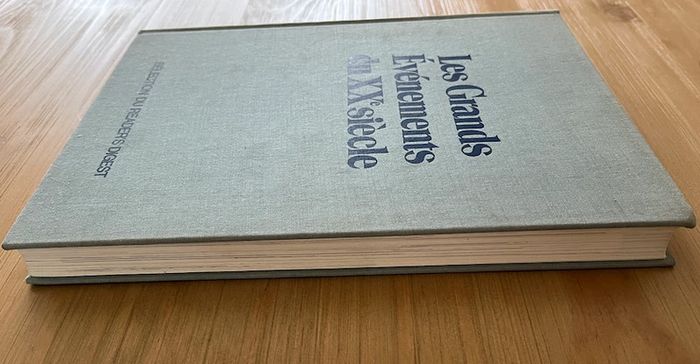 Les Grands
Événements
du XXe siècle
SÉLECTION DU READER'S DIGEST